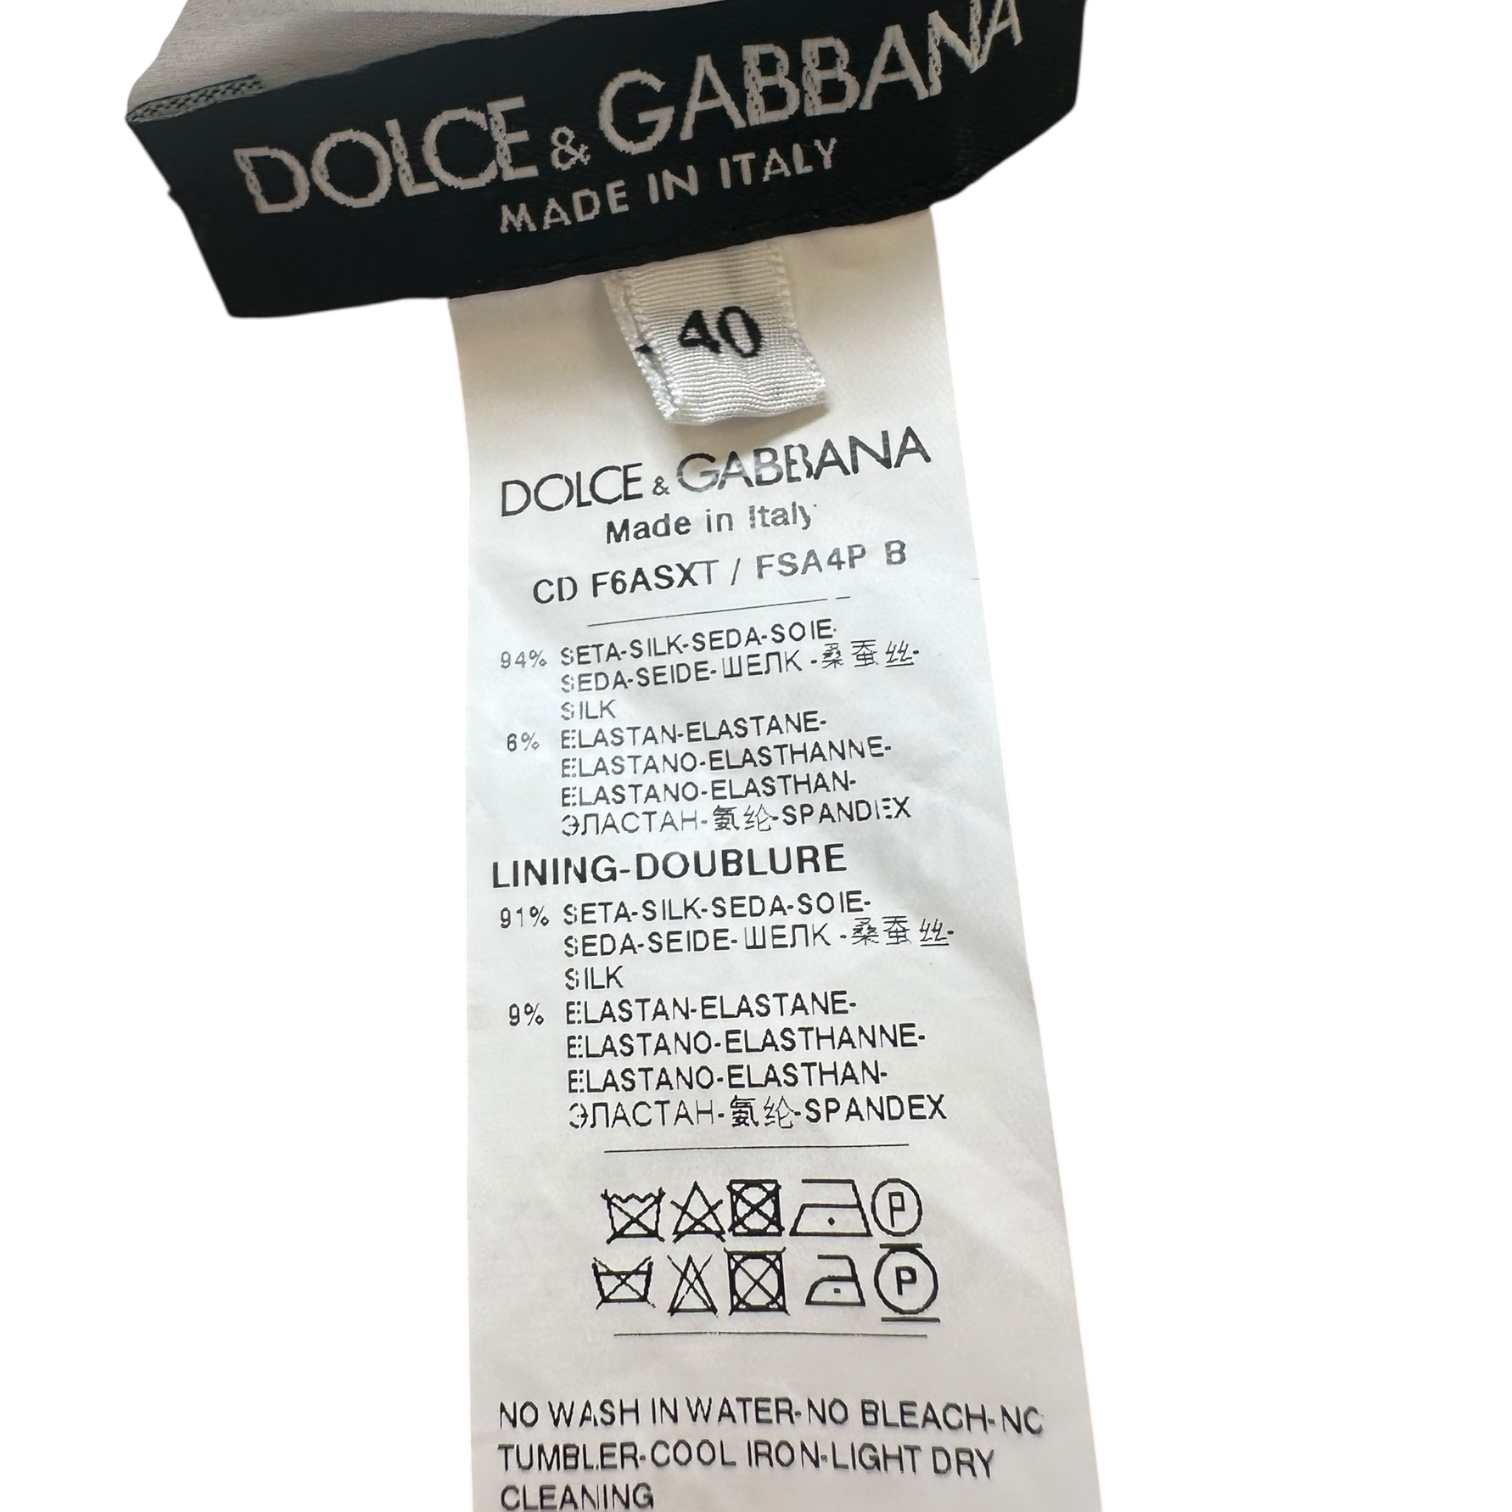 DOLCE & GABBANA
MADE IN ITALY
40
DOLCE & GABBANA
Made in Italy
CD F6ASXT / FSA4P B
94% SETA-SILK-SEDA-SOIE-
SEDA-SEIDE-ШЕЛК -桑蚕丝-
SILK
6% ELASTAN-ELASTANE-
ELASTANO-ELASTHANNE-
ELASTANO-ELASTHAN-
ЭЛАСТАН-氨纶-SPANDEX
LINING-DOUBLURE
91% SETA-SILK-SEDA-SOIE-
SEDA-SEIDE-ШЕЛК -桑蚕丝-
SILK
9% ELASTAN-ELASTANE-
ELASTANO-ELASTHANNE-
ELASTANO-ELASTHAN-
ЭЛАСТАН-氨纶-SPANDEX
P
P
NO WASH IN WATER-NO BLEACH-NO
TUMBLER-COOL IRON-LIGHT DRY
CLEANING